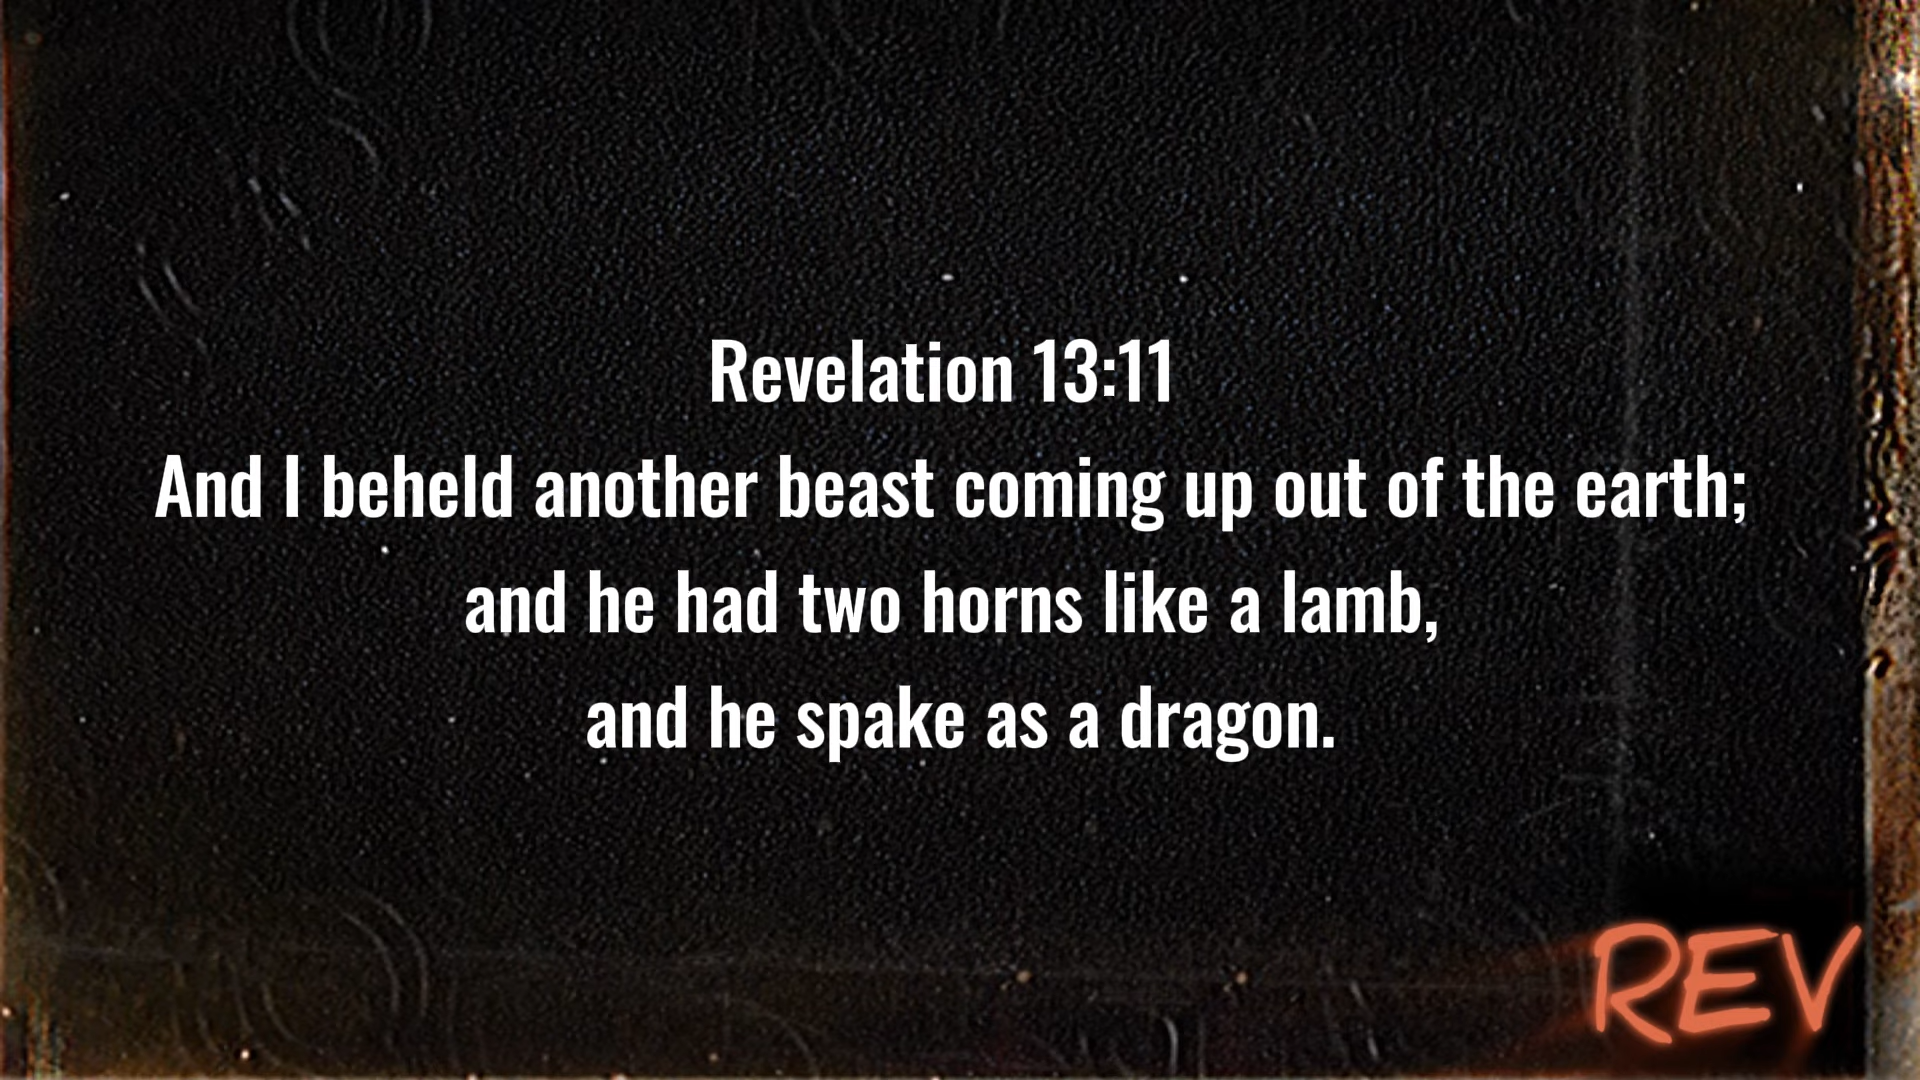 Revelation 13:11
And I beheld another beast coming up out of the earth;
and he had two horns like a lamb,
and he spake as a dragon.
REV